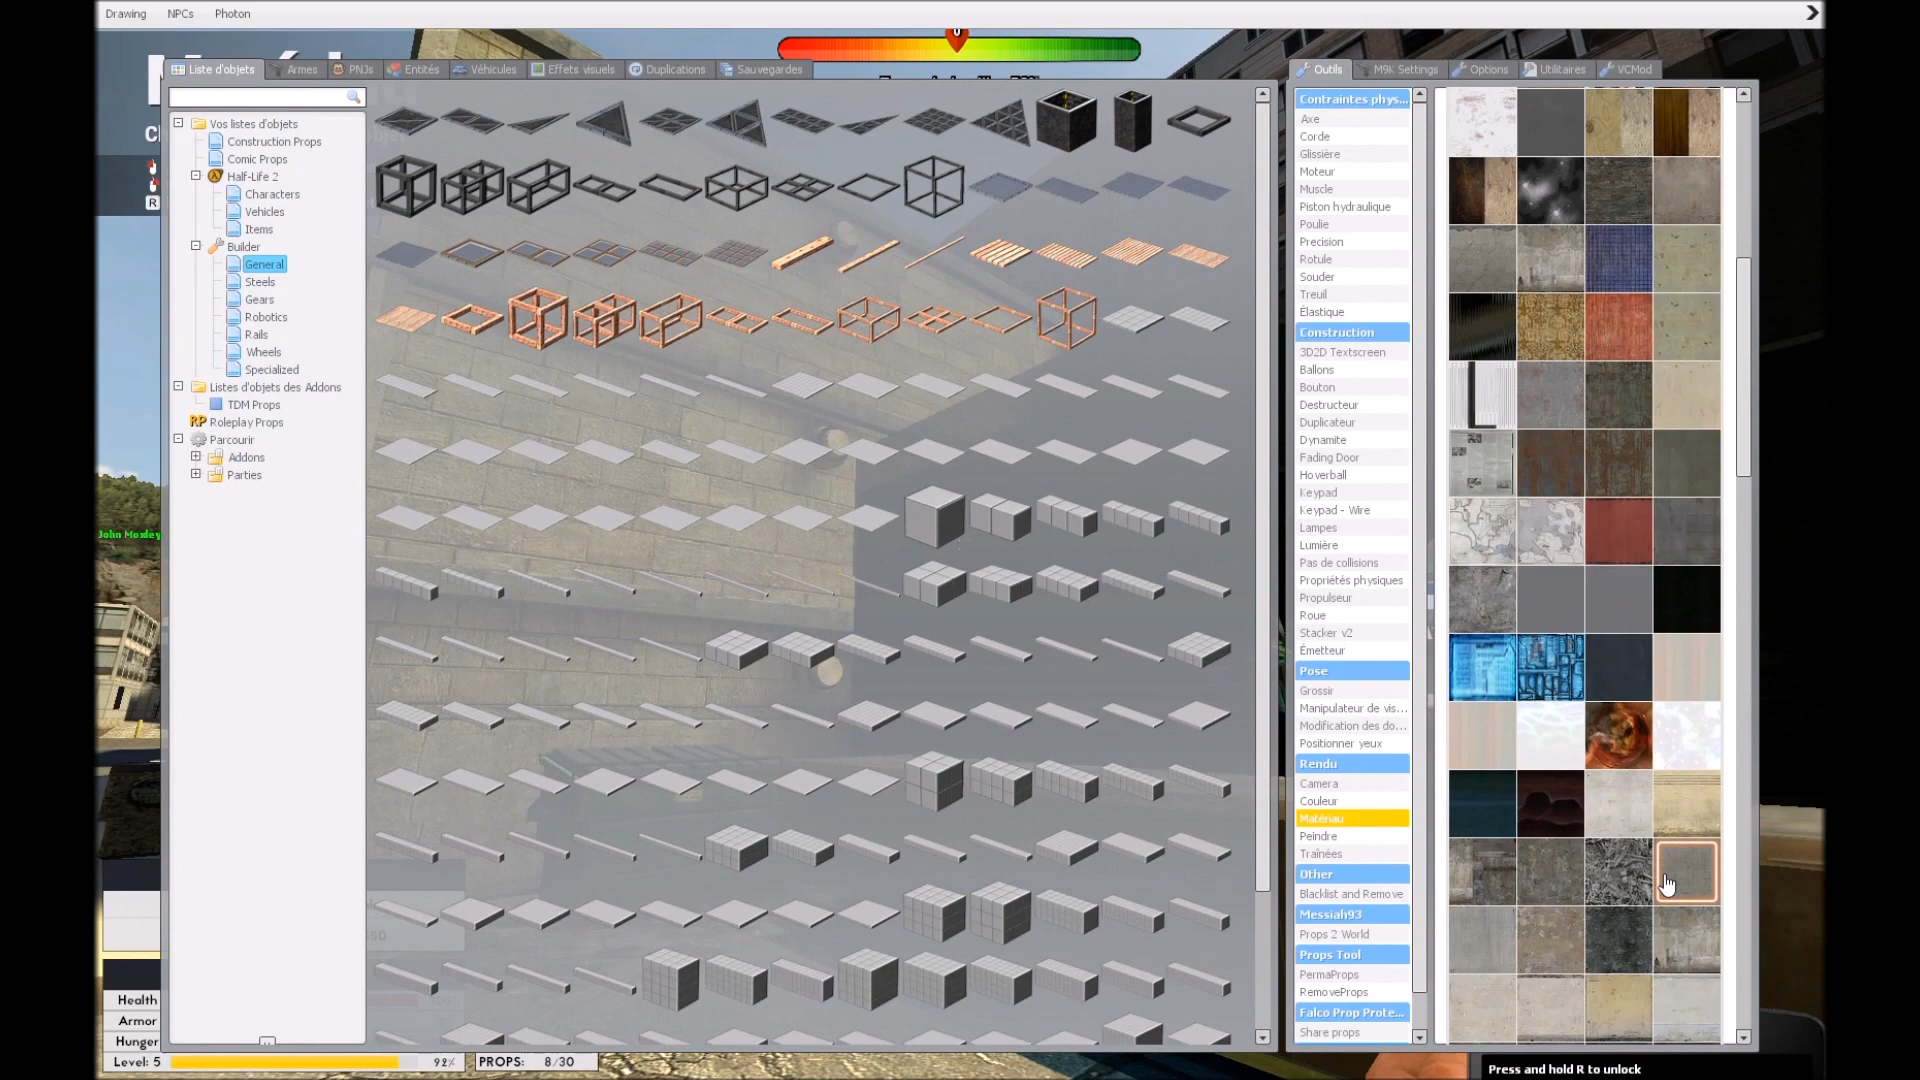 Drawing NPCs Photon
Liste d'objets Armes PNJs Entités Véhicules Effets visuels Duplications Sauvegardes
Outils M9K Settings Options Utilitaires VCMod
Vos listes d'objets
Construction Props
Comic Props
Half-Life 2
Characters
Vehicles
Items
Builder
General
Steels
Gears
Robotics
Rails
Wheels
Specialized
Listes d'objets des Addons
TDM Props
RP Roleplay Props
Parcourir
Addons
Parties
John Moxley
R
Health
Armor
Hunger
Level: 5
92%
PROPS: 8/30
Contraintes phys...
Axe
Corde
Glissière
Moteur
Muscle
Piston hydraulique
Poulie
Precision
Rotule
Souder
Treuil
Élastique
Construction
3D2D Textscreen
Ballons
Bouton
Destructeur
Duplicateur
Dynamite
Fading Door
Hoverball
Keypad
Keypad - Wire
Lampes
Lumière
Pas de collisions
Propriétés physiques
Propulseur
Roue
Stacker v2
Émetteur
Pose
Grossir
Manipulateur de vis...
Modification des do...
Positionner yeux
Rendu
Camera
Couleur
Matériau
Peindre
Traînées
Other
Blacklist and Remove
Messiah93
Props 2 World
Props Tool
PermaProps
RemoveProps
Falco Prop Prote...
Share props
Press and hold R to unlock